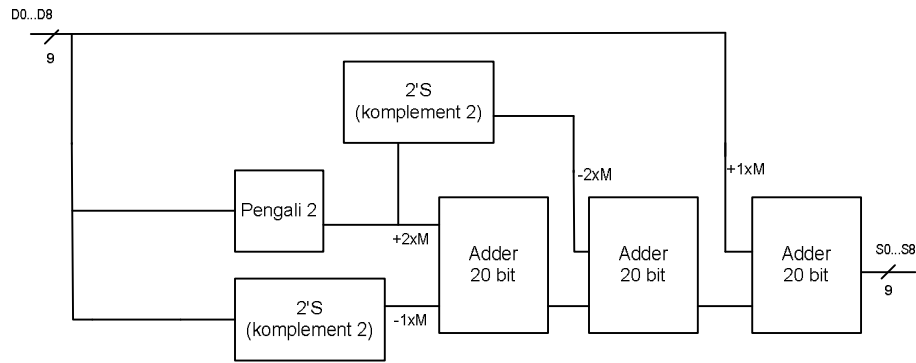 D0...D8
9
2'S
(komplement 2)
-2xM
+1xM
Pengali 2
+2xM
Adder
20 bit
Adder
20 bit
Adder
20 bit
S0...S8
9
2'S
(komplement 2)
-1xM